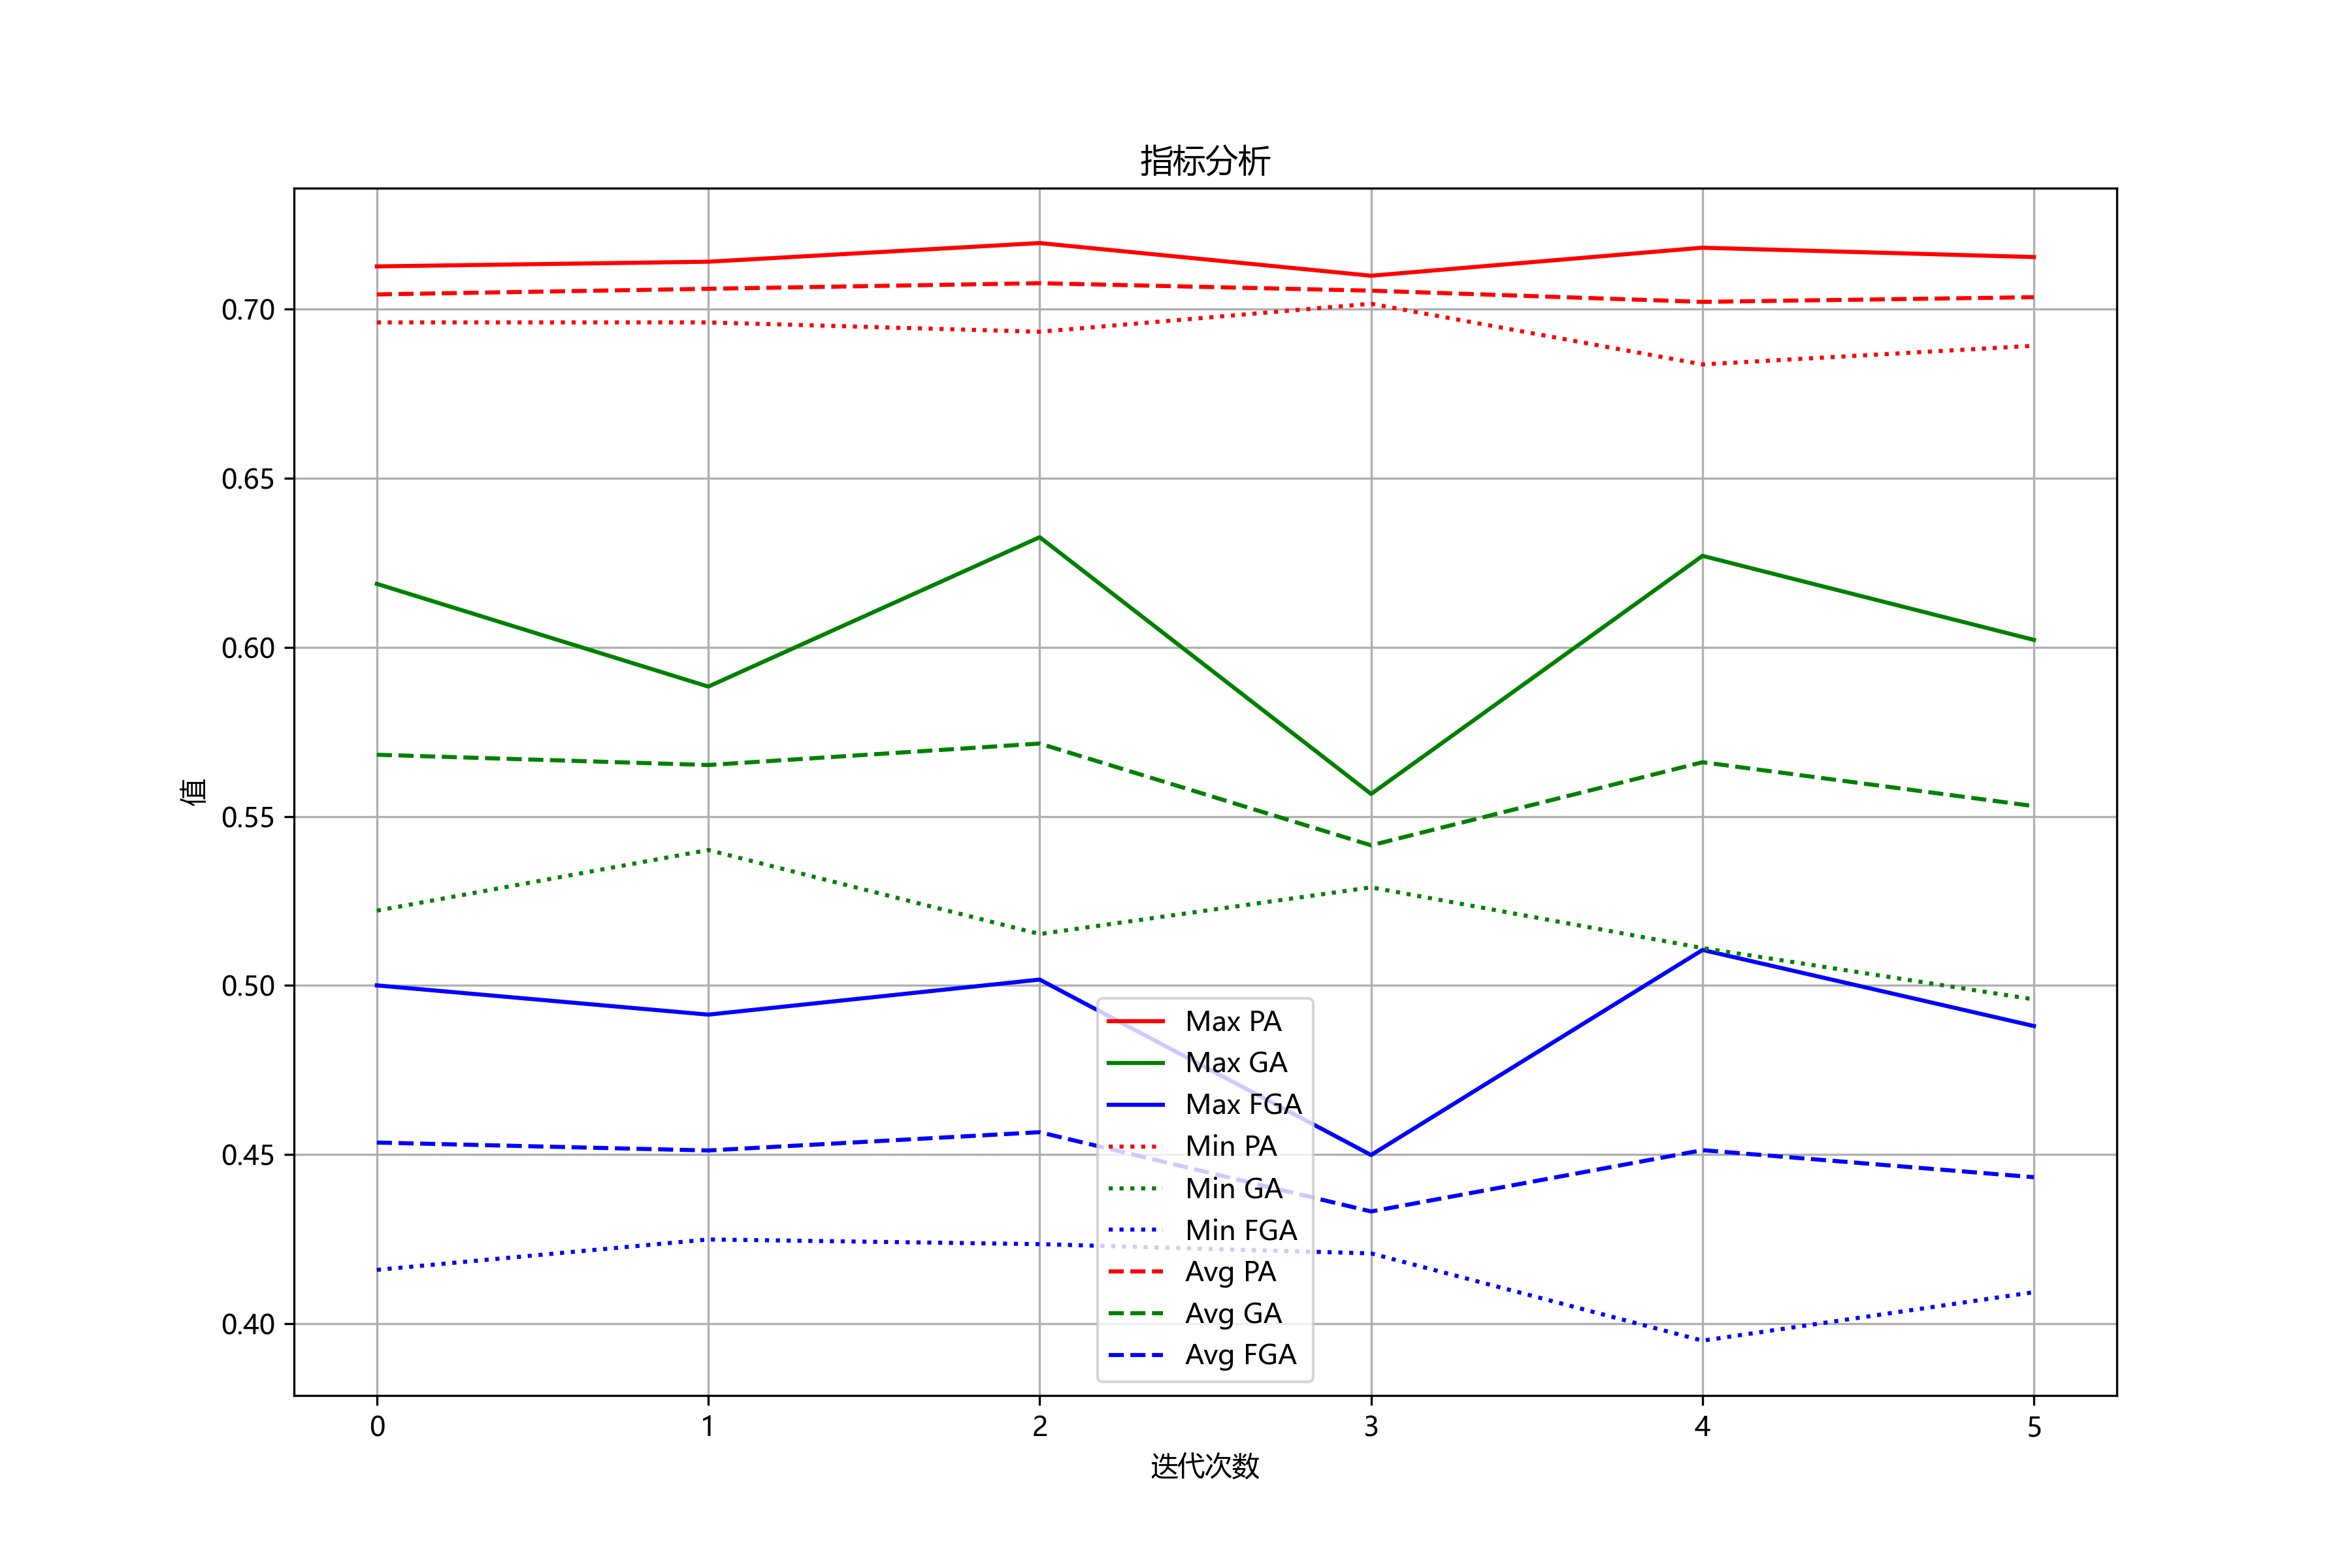 指标分析
值
0.70
0.65
0.60
0.55
0.50
0.45
0.40
Max PA
Max GA
Max FGA
Min PA
Min GA
Min FGA
Avg PA
Avg GA
Avg FGA
0 1 2 3 4 5
迭代次数